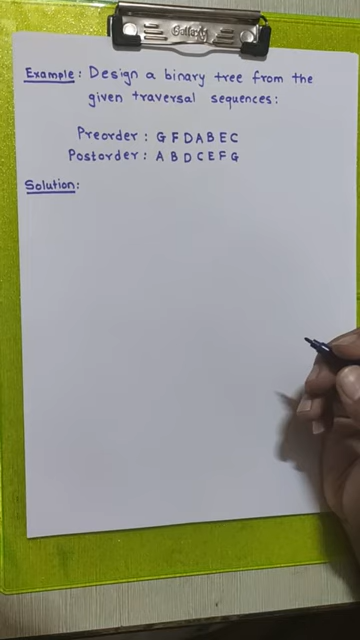 Example: Design a binary tree from the
given traversal sequences:
Preorder: G F D A B E C
Postorder: A B D C E F G
Solution: